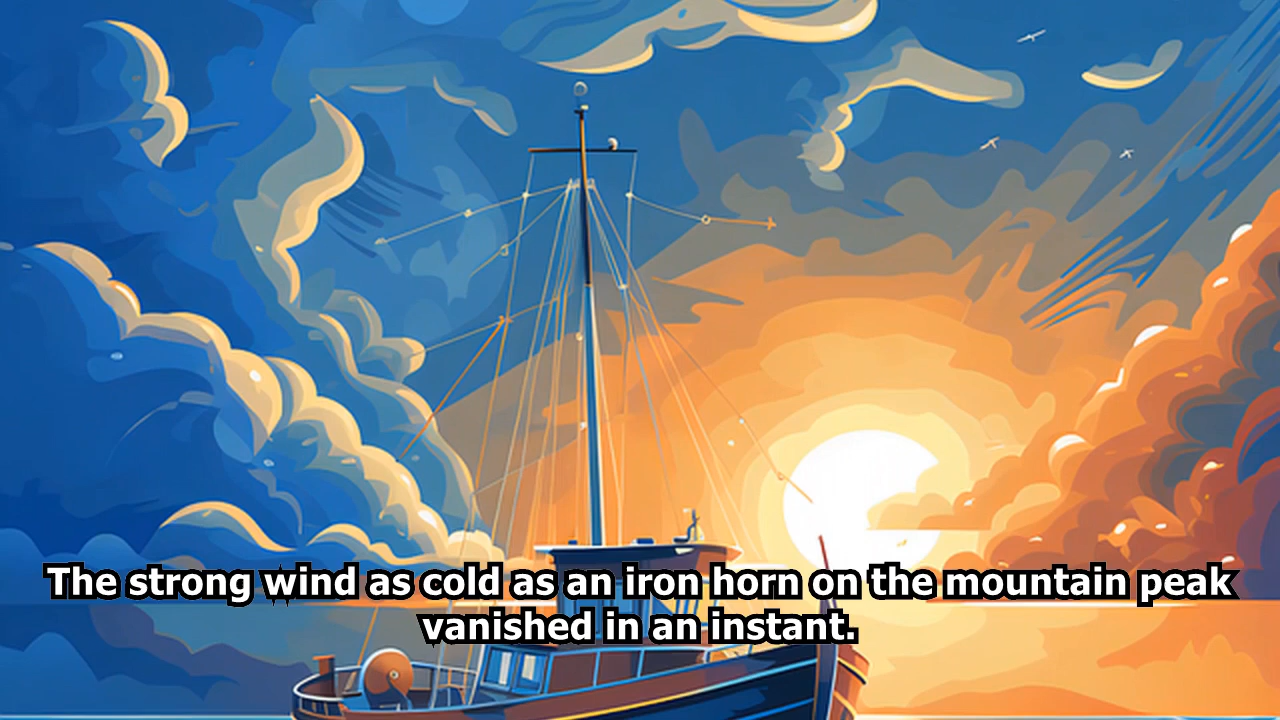 The strong wind as cold as an iron horn on the mountain peak
vanished in an instant.